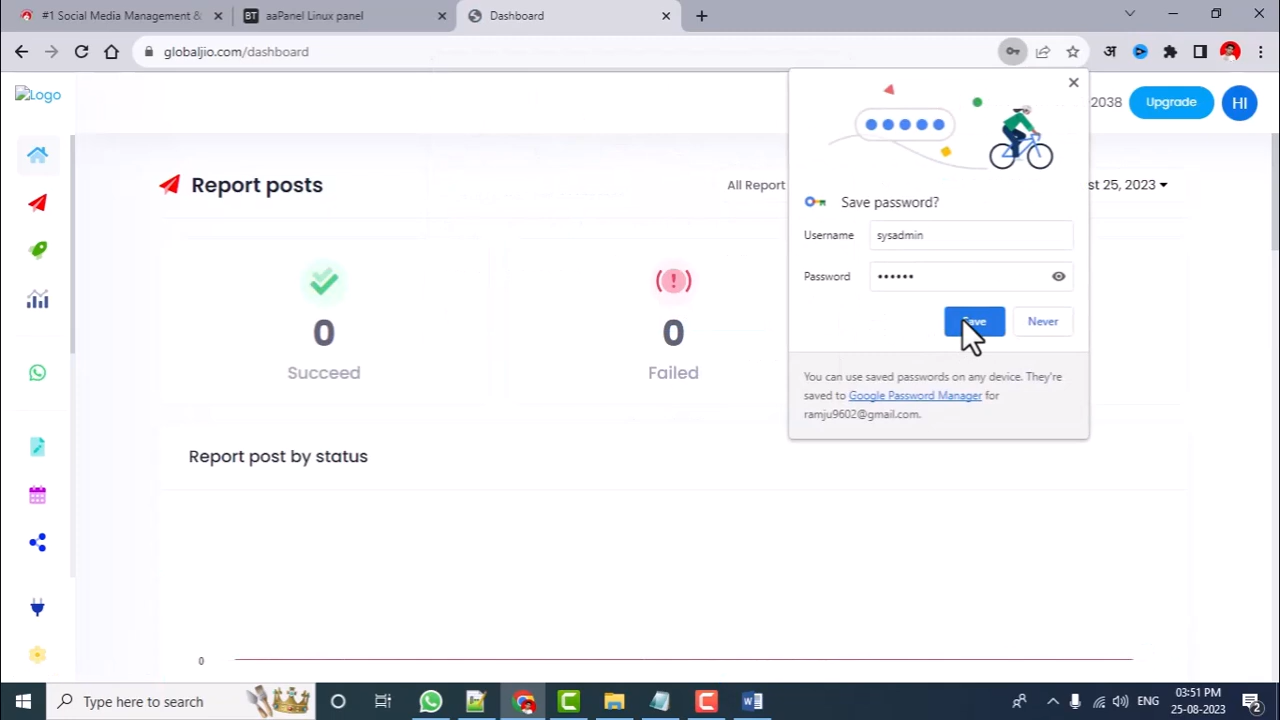 #1 Social Media Management &
aaPanel Linux panel
Dashboard
globaljio.com/dashboard
अ
Logo
2038
Upgrade
HI
Report posts
All Report
st 25, 2023
Save password?
Username
sysadmin
Password
••••••
Save
Never
You can use saved passwords on any device. They're
saved to Google Password Manager for
ramju9602@gmail.com.
0
Succeed
0
Failed
Report post by status
0
Type here to search
ENG
03:51 PM
25-08-2023
2
BT